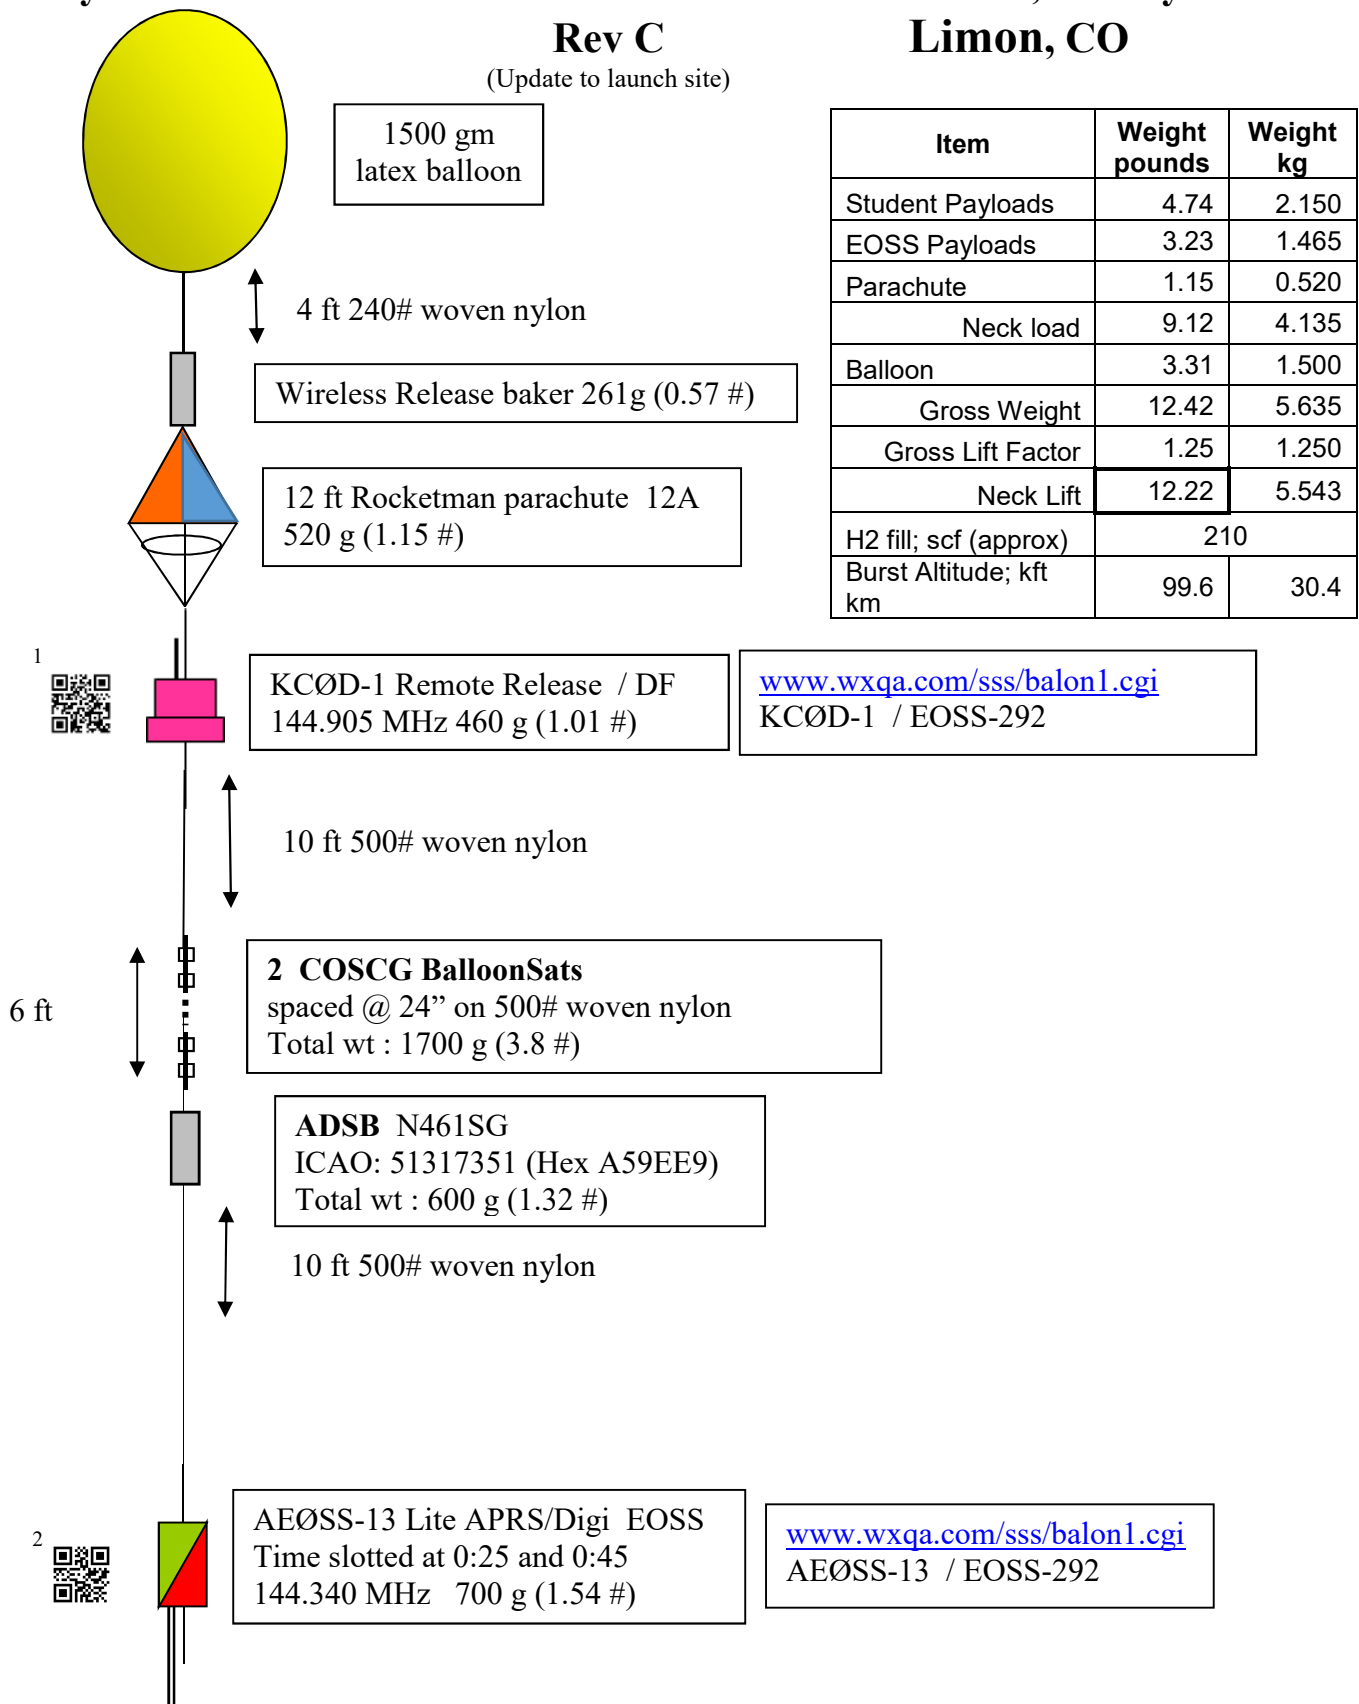 Rev C
Limon, CO
(Update to launch site)
1500 gm
latex balloon
Item Weight pounds Weight kg
Student Payloads 4.74 2.150
EOSS Payloads 3.23 1.465
Parachute 1.15 0.520
Neck load 9.12 4.135
Balloon 3.31 1.500
Gross Weight 12.42 5.635
Gross Lift Factor 1.25 1.250
Neck Lift 12.22 5.543
H2 fill; scf (approx) 210
Burst Altitude; kft km 99.6 30.4
4 ft 240# woven nylon
Wireless Release baker 261g (0.57 #)
12 ft Rocketman parachute 12A
520 g (1.15 #)
1
KCØD-1 Remote Release / DF
144.905 MHz 460 g (1.01 #)
www.wxqa.com/sss/balon1.cgi
KCØD-1 / EOSS-292
10 ft 500# woven nylon
6 ft
2 COSCG BalloonSats
spaced @ 24” on 500# woven nylon
Total wt : 1700 g (3.8 #)
ADSB N461SG
ICAO: 51317351 (Hex A59EE9)
Total wt : 600 g (1.32 #)
10 ft 500# woven nylon
2
AEØSS-13 Lite APRS/Digi EOSS
Time slotted at 0:25 and 0:45
144.340 MHz 700 g (1.54 #)
www.wxqa.com/sss/balon1.cgi
AEØSS-13 / EOSS-292